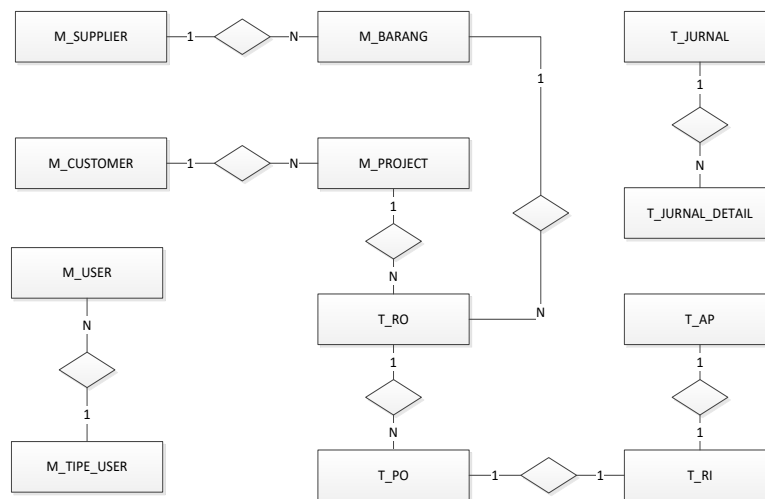 M_SUPPLIER 1 N M_BARANG T_JURNAL
1 1
M_CUSTOMER 1 N M_PROJECT N
1 T_JURNAL_DETAIL
M_USER N
N T_RO N T_AP
1 1
1 N 1
M_TIPE_USER T_PO 1 1 T_RI